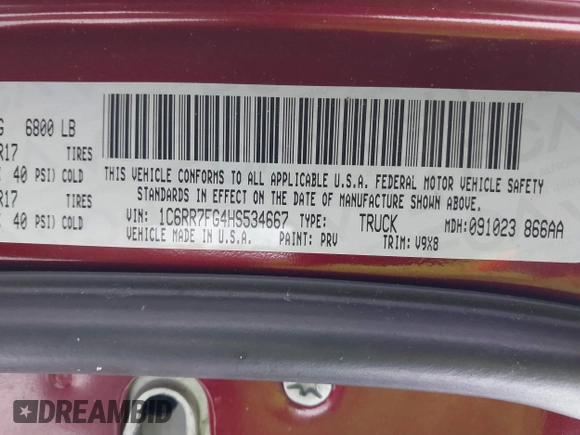 G 6800 LB
R17 TIRES
40 PSI) COLD
R17 TIRES
40 PSI) COLD
THIS VEHICLE CONFORMS TO ALL APPLICABLE U.S.A. FEDERAL MOTOR VEHICLE SAFETY
STANDARDS IN EFFECT ON THE DATE OF MANUFACTURE SHOWN ABOVE.
VIN: 1C6RR7FG4HS534667 TYPE: TRUCK MDH: 091023 866AA
VEHICLE MADE IN U.S.A. PAINT: PRV TRIM: V9X8
DREAMBID